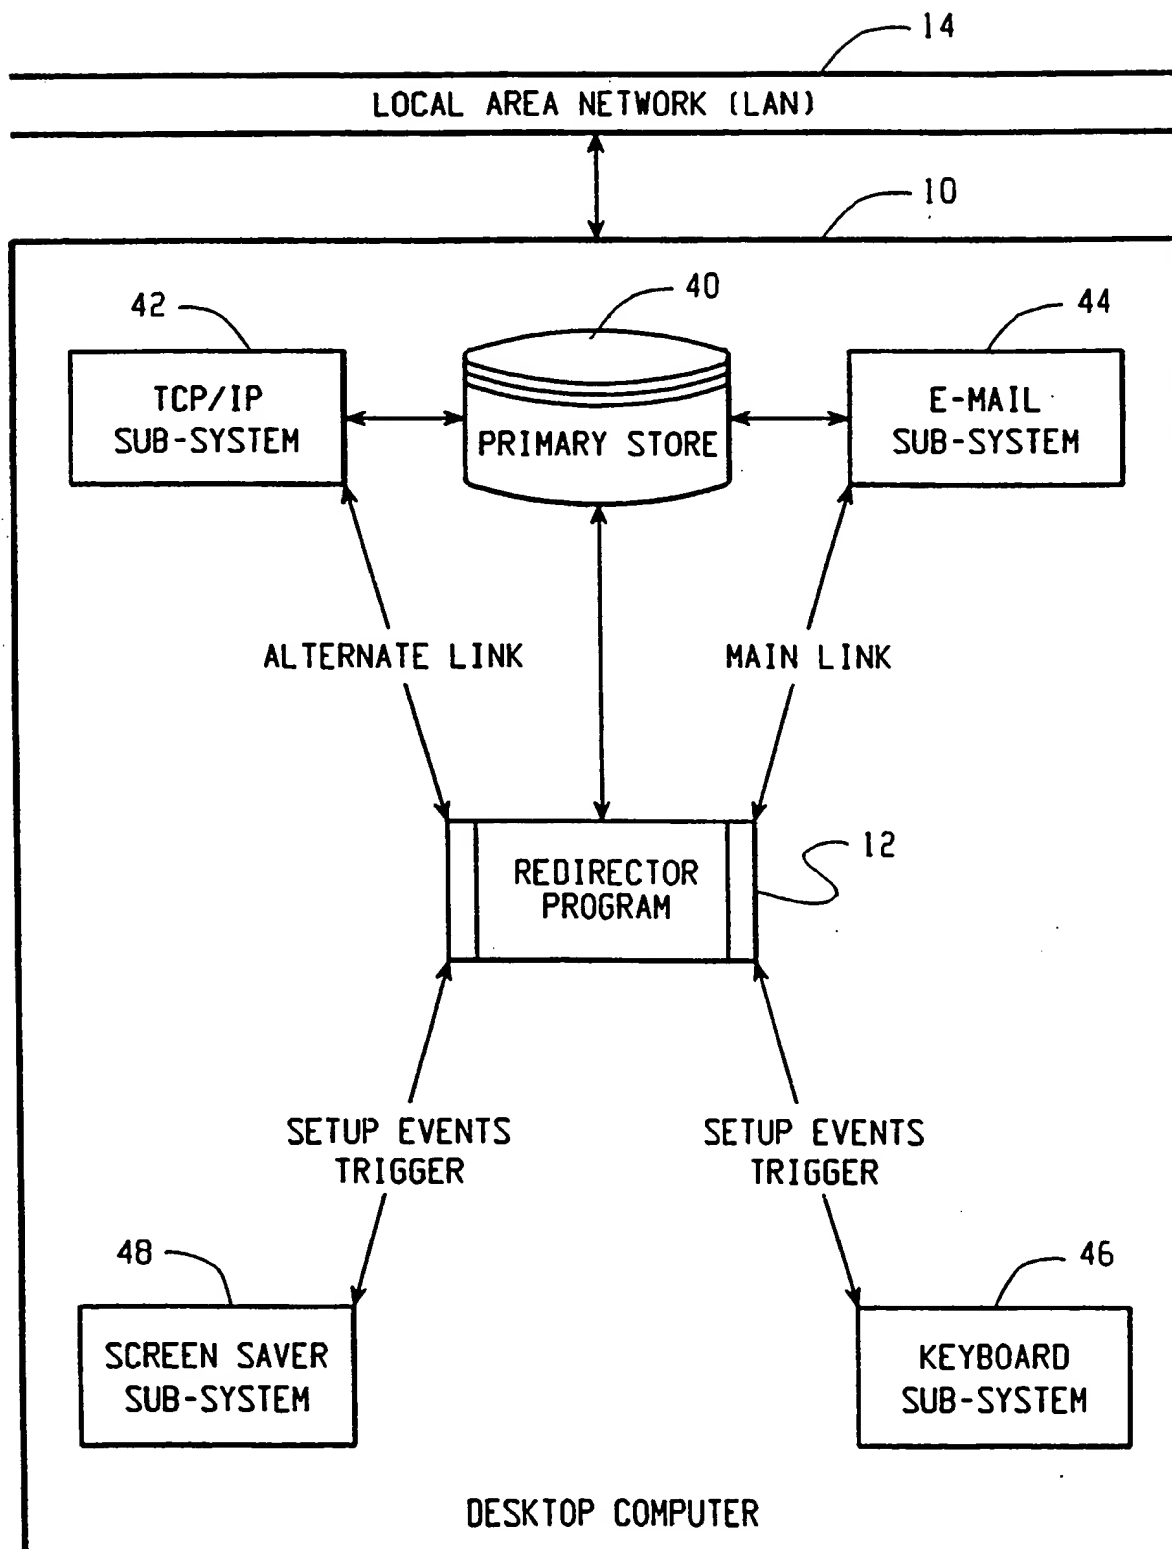 14
LOCAL AREA NETWORK (LAN)
10
42
40
44
TCP/IP
SUB-SYSTEM
PRIMARY STORE
E-MAIL
SUB-SYSTEM
ALTERNATE LINK
MAIN LINK
12
REDIRECTOR
PROGRAM
SETUP EVENTS
TRIGGER
SETUP EVENTS
TRIGGER
48
46
SCREEN SAVER
SUB-SYSTEM
KEYBOARD
SUB-SYSTEM
DESKTOP COMPUTER